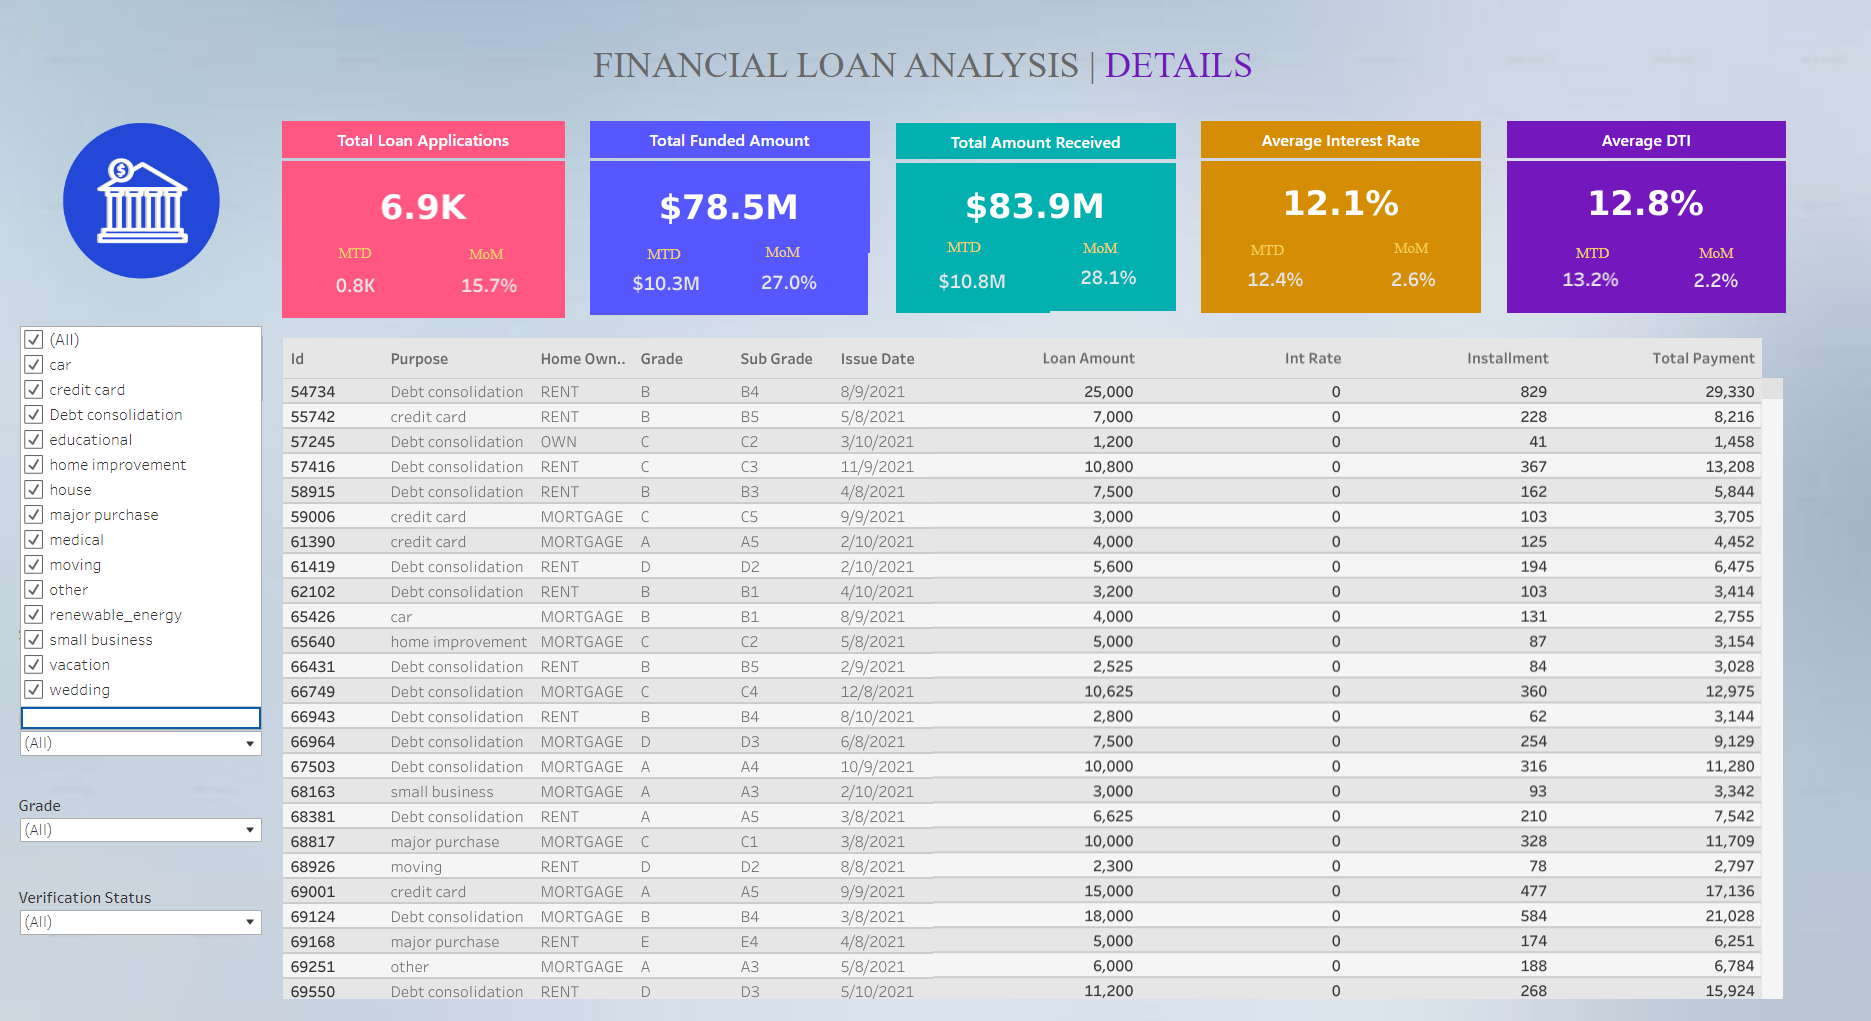 FINANCIAL LOAN ANALYSIS | DETAILS
Total Loan Applications
6.9K
MTD MoM
0.8K 15.7%
Total Funded Amount
$78.5M
MTD MoM
$10.3M 27.0%
Total Amount Received
$83.9M
MTD MoM
$10.8M 28.1%
Average Interest Rate
12.1%
MTD MoM
12.4% 2.6%
Average DTI
12.8%
MTD MoM
13.2% 2.2%
$
(All)
car
credit card
Debt consolidation
educational
home improvement
house
major purchase
medical
moving
other
renewable_energy
small business
vacation
wedding
(All)
Grade
(All)
Verification Status
(All)
Id Purpose Home Own.. Grade Sub Grade Issue Date Loan Amount Int Rate Installment Total Payment
54734 Debt consolidation RENT B B4 8/9/2021 25,000 0 829 29,330
55742 credit card RENT B B5 5/8/2021 7,000 0 228 8,216
57245 Debt consolidation OWN C C2 3/10/2021 1,200 0 41 1,458
57416 Debt consolidation RENT C C3 11/9/2021 10,800 0 367 13,208
58915 Debt consolidation RENT B B3 4/8/2021 7,500 0 162 5,844
59006 credit card MORTGAGE C C5 9/9/2021 3,000 0 103 3,705
61390 credit card MORTGAGE A A5 2/10/2021 4,000 0 125 4,452
61419 Debt consolidation RENT D D2 2/10/2021 5,600 0 194 6,475
62102 Debt consolidation RENT B B1 4/10/2021 3,200 0 103 3,414
65426 car MORTGAGE B B1 8/9/2021 4,000 0 131 2,755
65640 home improvement MORTGAGE C C2 5/8/2021 5,000 0 87 3,154
66431 Debt consolidation RENT B B5 2/9/2021 2,525 0 84 3,028
66749 Debt consolidation MORTGAGE C C4 12/8/2021 10,625 0 360 12,975
66943 Debt consolidation RENT B B4 8/10/2021 2,800 0 62 3,144
66964 Debt consolidation MORTGAGE D D3 6/8/2021 7,500 0 254 9,129
67503 Debt consolidation MORTGAGE A A4 10/9/2021 10,000 0 316 11,280
68163 small business MORTGAGE A A3 2/10/2021 3,000 0 93 3,342
68381 Debt consolidation RENT A A5 3/8/2021 6,625 0 210 7,542
68817 major purchase MORTGAGE C C1 3/8/2021 10,000 0 328 11,709
68926 moving RENT D D2 8/8/2021 2,300 0 78 2,797
69001 credit card MORTGAGE A A5 9/9/2021 15,000 0 477 17,136
69124 Debt consolidation MORTGAGE B B4 3/8/2021 18,000 0 584 21,028
69168 major purchase RENT E E4 4/8/2021 5,000 0 174 6,251
69251 other MORTGAGE A A3 5/8/2021 6,000 0 188 6,784
69550 Debt consolidation RENT D D3 5/10/2021 11,200 0 268 15,924